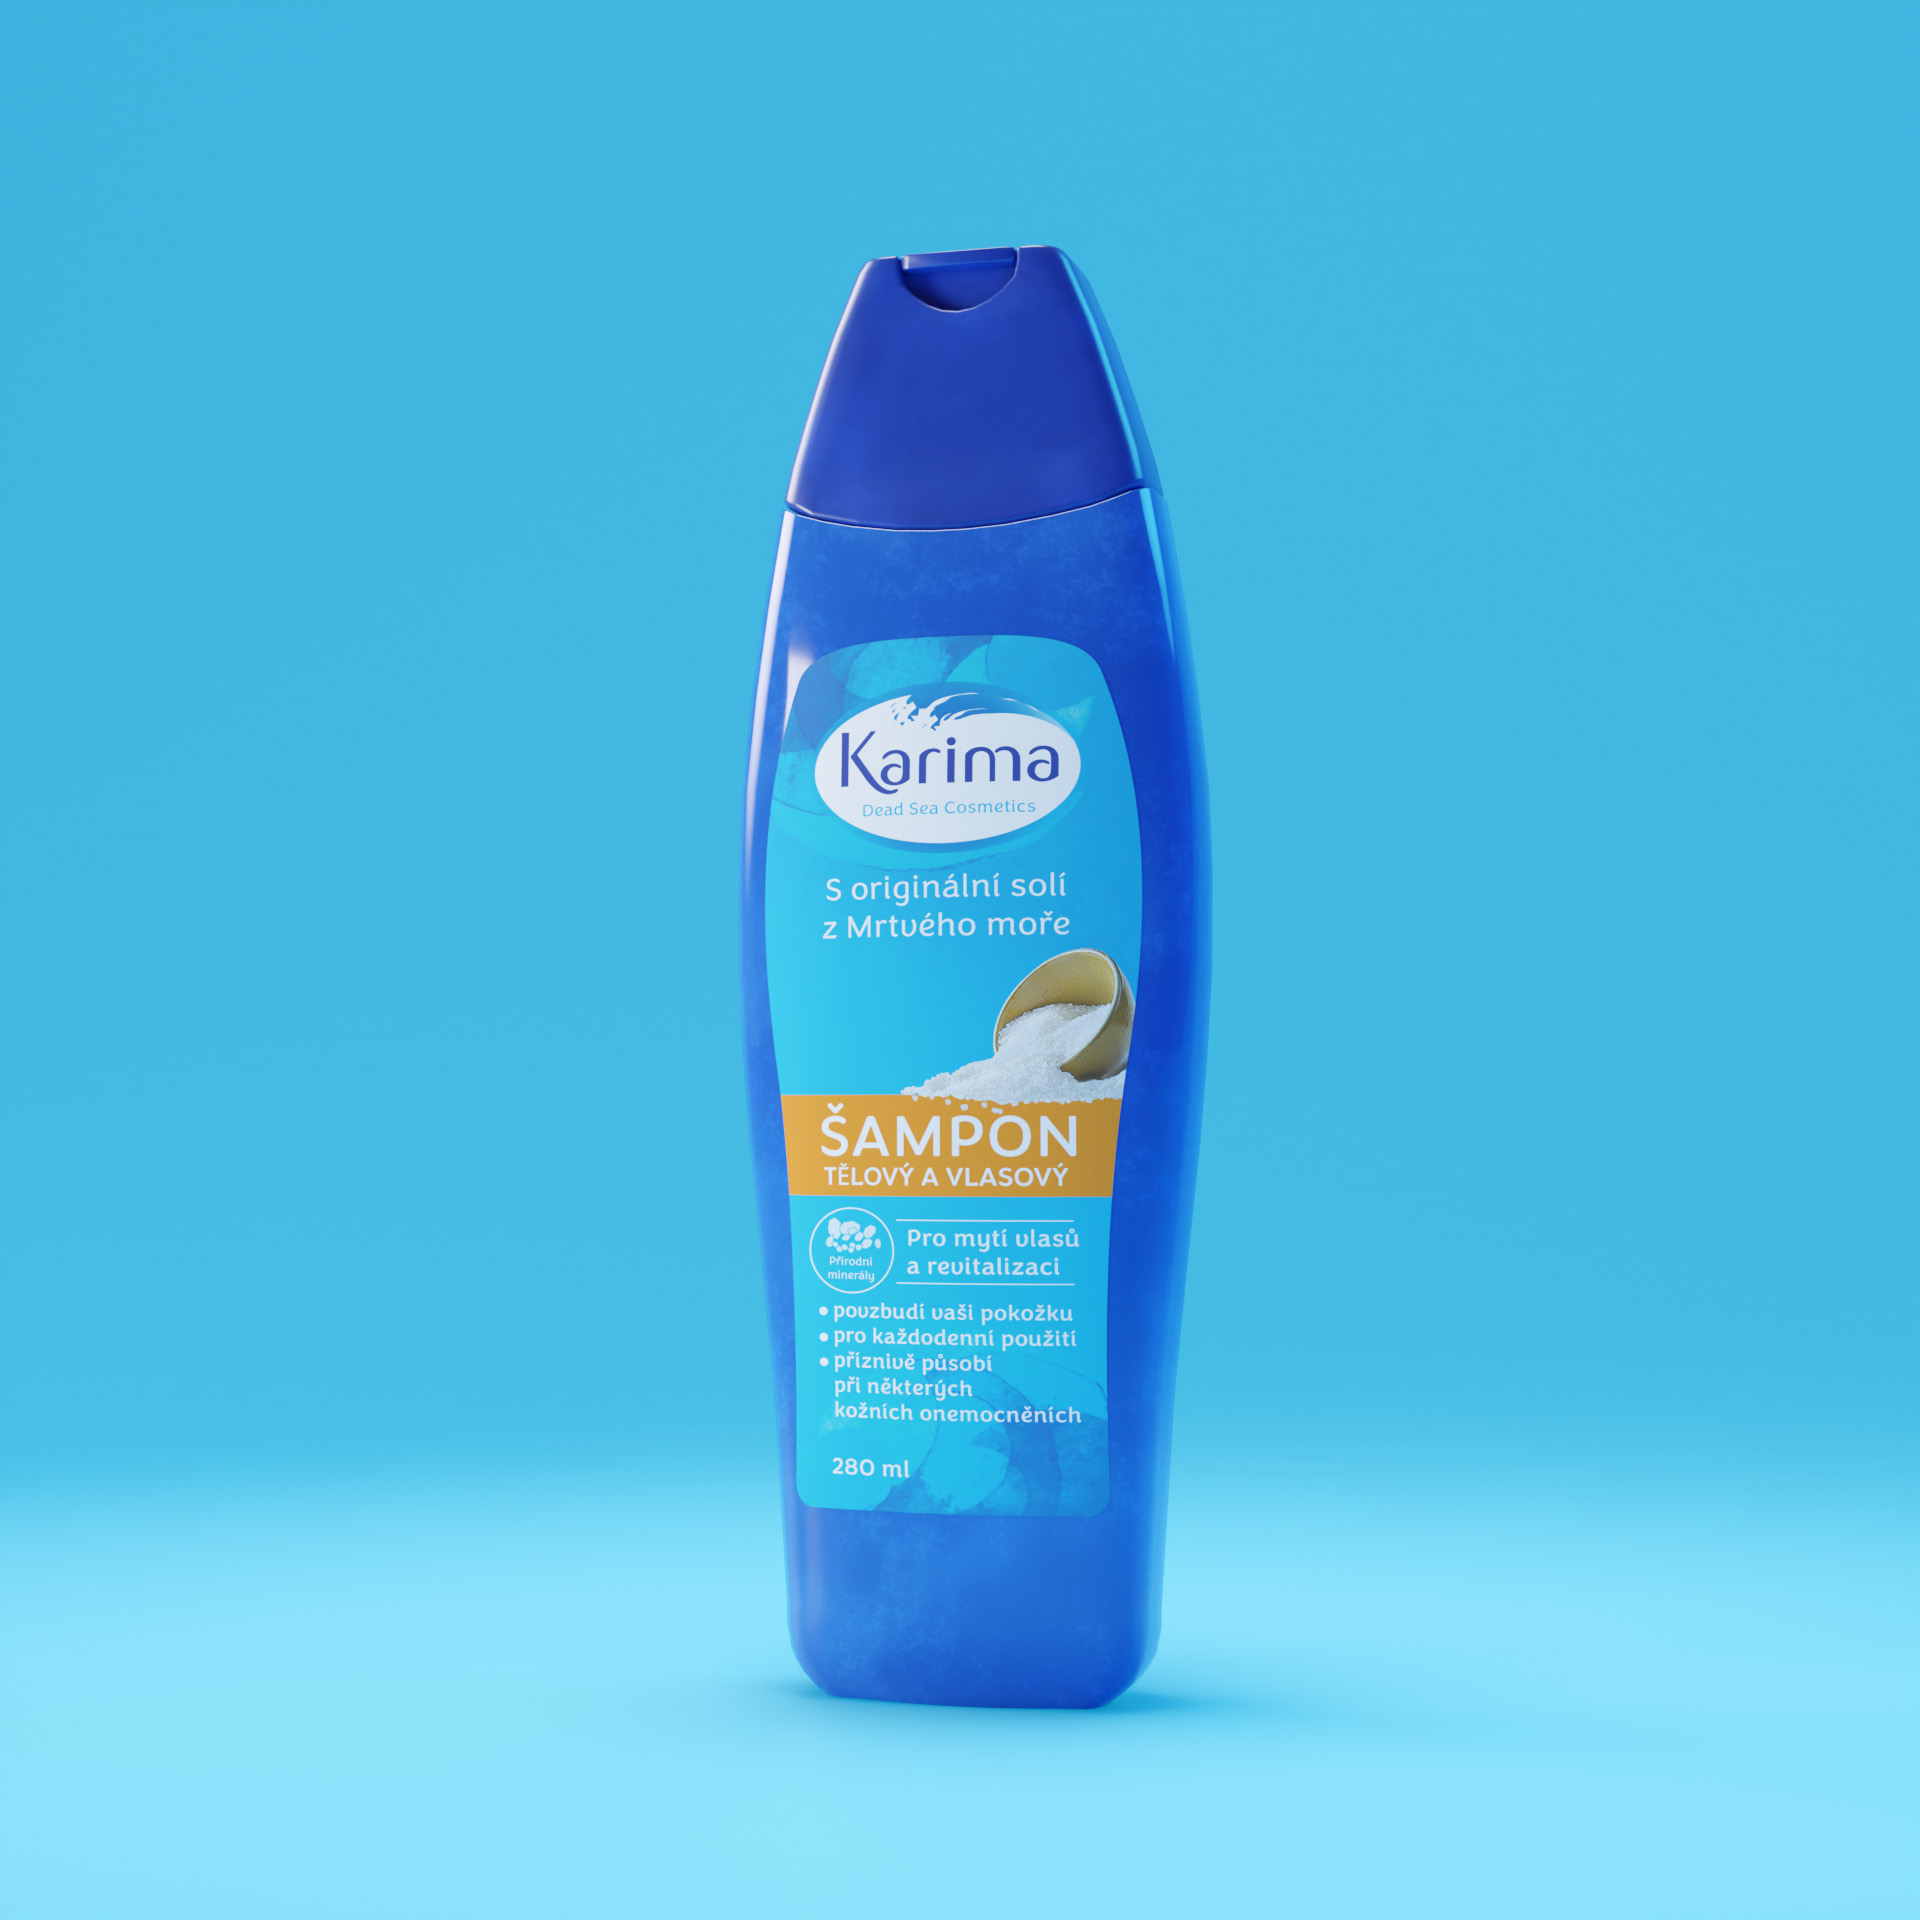 Karima
Dead Sea Cosmetics
S originální solí
z Mrtvého moře
ŠAMPON
TĚLOVÝ A VLASOVÝ
Přírodní
minerály
Pro mytí vlasů
a revitalizaci
• povzbudí vaši pokožku
• pro každodenní použití
• příznivě působí
při některých
kožních onemocněních
280 ml